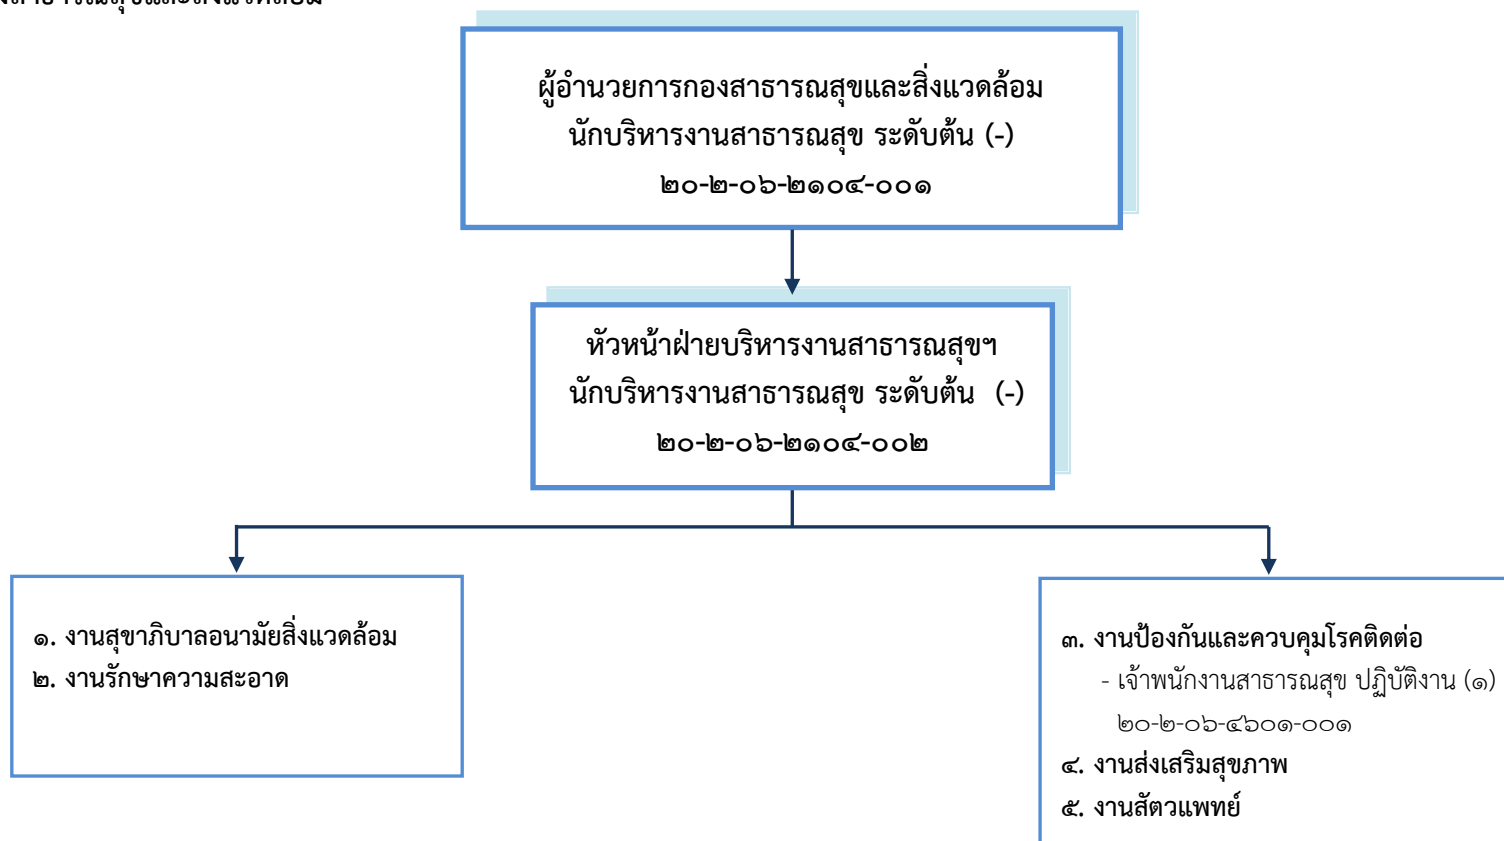 ผู้อำนวยการกองสาธารณสุขและสิ่งแวดล้อม
นักบริหารงานสาธารณสุข ระดับต้น (-)
๒๐-๒-๐๖-๒๑๐๔-๐๐๑
หัวหน้าฝ่ายบริหารงานสาธารณสุขฯ
นักบริหารงานสาธารณสุข ระดับต้น (-)
๒๐-๒-๐๖-๒๑๐๔-๐๐๒
๑. งานสุขาภิบาลอนามัยสิ่งแวดล้อม
๒. งานรักษาความสะอาด
๓. งานป้องกันและควบคุมโรคติดต่อ
- เจ้าพนักงานสาธารณสุข ปฏิบัติงาน (๑)
๒๐-๒-๐๖-๔๖๐๑-๐๐๑
๔. งานส่งเสริมสุขภาพ
๕. งานสัตวแพทย์